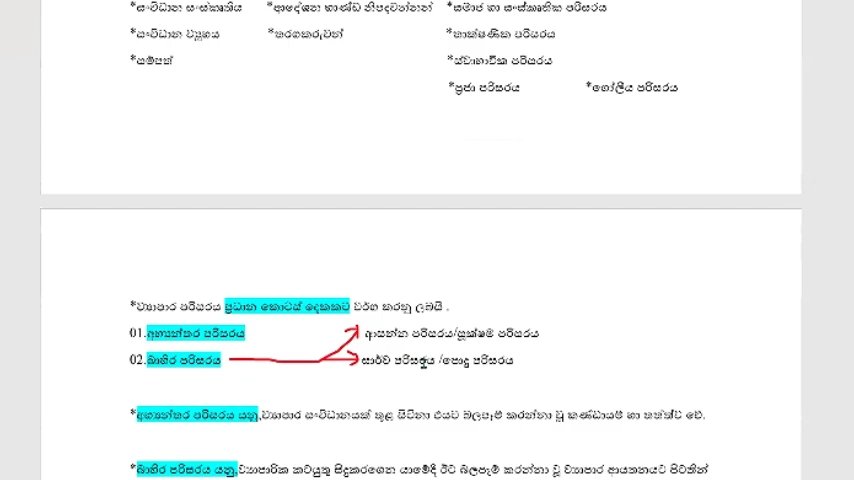 *සංවිධාන සංස්කෘතිය *ආදේශන භාණ්ඩ නිපදවන්නන් *සමාජ හා සංස්කෘතික පරිසරය
*සංවිධාන ව්‍යුහය *තරගකරුවන් *තාක්ෂණික පරිසරය
*සම්පත් *ස්වාභාවික පරිසරය
*ප්‍රජා පරිසරය *ගෝලීය පරිසරය
*ව්‍යාපාර පරිසරය ප්‍රධාන කොටස් දෙකකට වර්ග කරනු ලබයි .
01.අභ්‍යන්තර පරිසරය ආසන්න පරිසරය/සූක්ෂම පරිසරය
02.බාහිර පරිසරය සාර්ව පරිසරය /පොදු පරිසරය
*අභ්‍යන්තර පරිසරය යනු,ව්‍යාපාර සංවිධානයක් තුළ සිටිනා එයට බලපෑම් කරන්නා වූ කණ්ඩායම් හා තත්ත්ව වේ.
*බාහිර පරිසරය යනු,ව්‍යාපාරික කටයුතු සිදුකරගෙන යාමේදී ඊට බලපෑම් කරන්නා වූ ව්‍යාපාර ආයතනයට පිටතින්